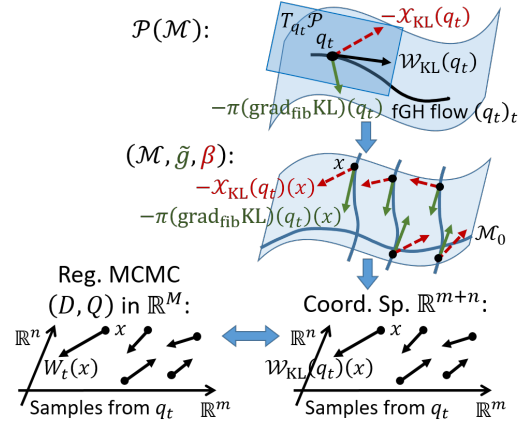 𝒫(ℳ):
T_{q_t}𝒫
−𝒳_KL(q_t)
q_t
𝒲_KL(q_t)
−π(grad_fib KL)(q_t)
fGH flow (q_t)_t
(ℳ, g̃, β):
x
−𝒳_KL(q_t)(x)
−π(grad_fib KL)(q_t)(x)
ℳ_0
Reg. MCMC
(D, Q) in ℝ^M:
ℝ^n
x
W_t(x)
Samples from q_t
ℝ^m
Coord. Sp. ℝ^{m+n}:
ℝ^n
x
𝒲_KL(q_t)(x)
Samples from q_t
ℝ^m